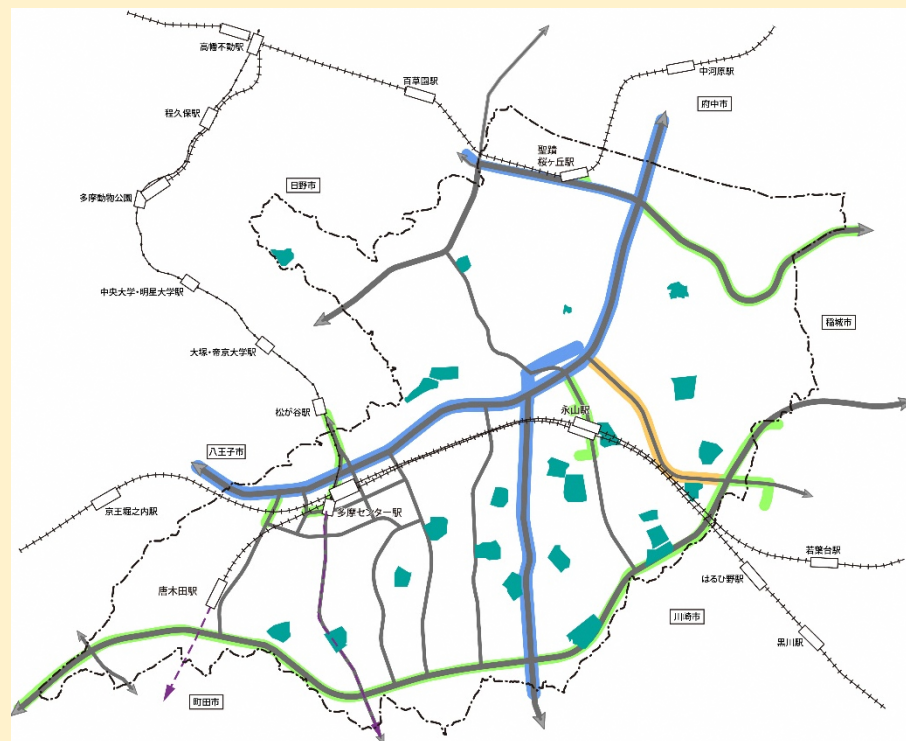 高幡不動駅
百草園駅
中河原駅
府中市
程久保駅
聖蹟
桜ヶ丘駅
日野市
多摩動物公園
中央大学・明星大学駅
稲城市
大塚・帝京大学駅
松が谷駅
永山駅
八王子市
京王堀之内駅
多摩センター駅
若葉台駅
はるひ野駅
唐木田駅
川崎市
黒川駅
町田市